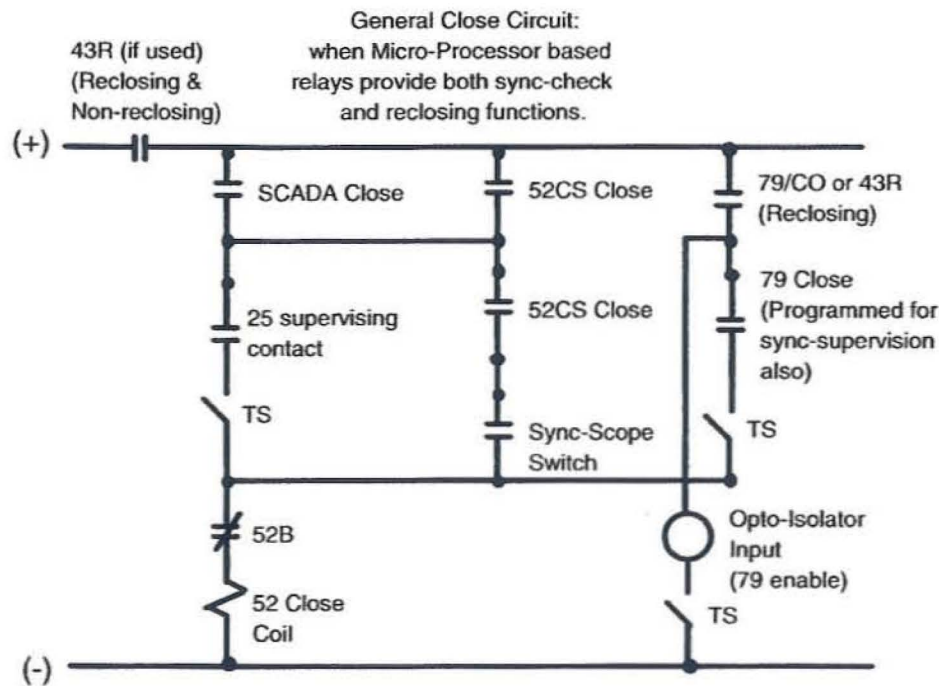 General Close Circuit:
when Micro-Processor based
relays provide both sync-check
and reclosing functions.
43R (if used)
(Reclosing &
Non-reclosing)
(+)
SCADA Close
52CS Close
79/CO or 43R
(Reclosing)
25 supervising
contact
52CS Close
79 Close
(Programmed for
sync-supervision
also)
TS
Sync-Scope
Switch
TS
52B
Opto-Isolator
Input
(79 enable)
52 Close
Coil
TS
(-)